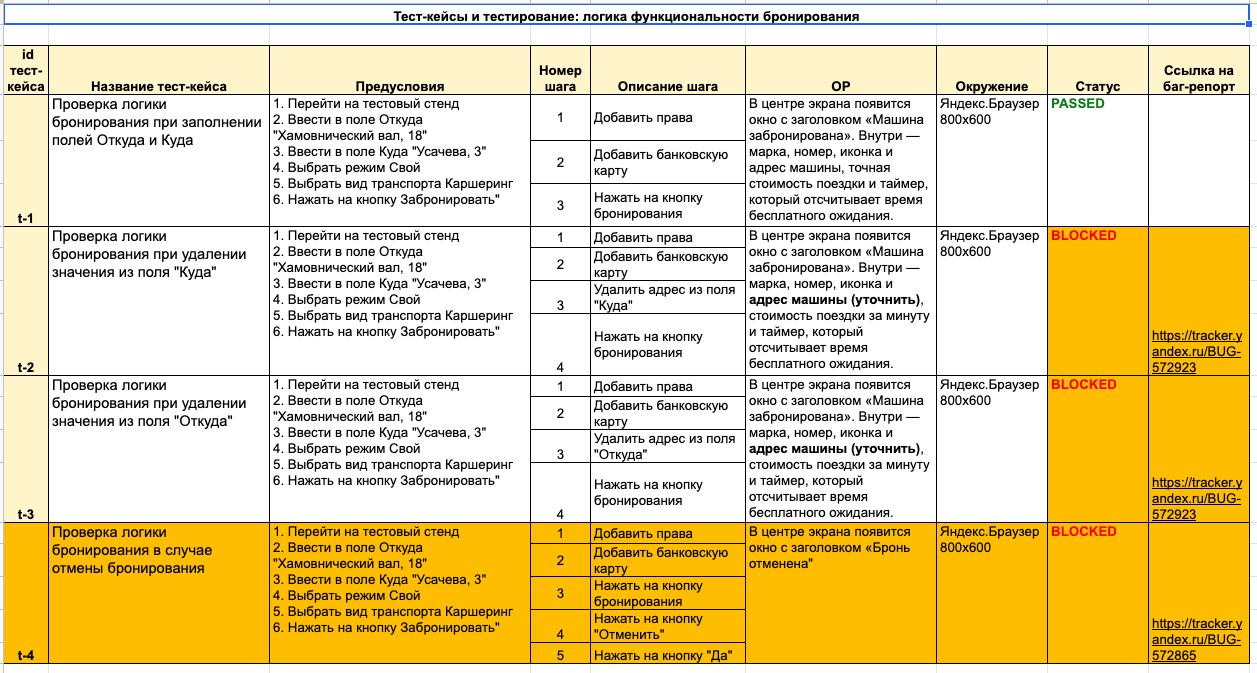 Тест-кейсы и тестирование: логика функциональности бронирования
id
тест-
кейса
Название тест-кейса
Предусловия
Номер
шага
Описание шага
ОР
Окружение
Статус
Ссылка на
баг-репорт
t-1
Проверка логики
бронирования при заполнении
полей Откуда и Куда
1. Перейти на тестовый стенд
2. Ввести в поле Откуда
"Хамовнический вал, 18"
3. Ввести в поле Куда "Усачева, 3"
4. Выбрать режим Свой
5. Выбрать вид транспорта Каршеринг
6. Нажать на кнопку Забронировать"
1
Добавить права
2
Добавить банковскую
карту
3
Нажать на кнопку
бронирования
В центре экрана появится
окно с заголовком «Машина
забронирована». Внутри —
марка, номер, иконка и
адрес машины, точная
стоимость поездки и таймер,
который отсчитывает время
бесплатного ожидания.
Яндекс.Браузер
800x600
PASSED
t-2
Проверка логики
бронирования при удалении
значения из поля "Куда"
1. Перейти на тестовый стенд
2. Ввести в поле Откуда
"Хамовнический вал, 18"
3. Ввести в поле Куда "Усачева, 3"
4. Выбрать режим Свой
5. Выбрать вид транспорта Каршеринг
6. Нажать на кнопку Забронировать"
1
Добавить права
2
Добавить банковскую
карту
3
Удалить адрес из поля
"Куда"
4
Нажать на кнопку
бронирования
В центре экрана появится
окно с заголовком «Машина
забронирована». Внутри —
марка, номер, иконка и
адрес машины (уточнить),
стоимость поездки за минуту
и таймер, который
отсчитывает время
бесплатного ожидания.
Яндекс.Браузер
800x600
BLOCKED
https://tracker.y
andex.ru/BUG-
572923
t-3
Проверка логики
бронирования при удалении
значения из поля "Откуда"
1. Перейти на тестовый стенд
2. Ввести в поле Откуда
"Хамовнический вал, 18"
3. Ввести в поле Куда "Усачева, 3"
4. Выбрать режим Свой
5. Выбрать вид транспорта Каршеринг
6. Нажать на кнопку Забронировать"
1
Добавить права
2
Добавить банковскую
карту
3
Удалить адрес из поля
"Откуда"
4
Нажать на кнопку
бронирования
В центре экрана появится
окно с заголовком «Машина
забронирована». Внутри —
марка, номер, иконка и
адрес машины (уточнить),
стоимость поездки за минуту
и таймер, который
отсчитывает время
бесплатного ожидания.
Яндекс.Браузер
800x600
BLOCKED
https://tracker.y
andex.ru/BUG-
572923
t-4
Проверка логики
бронирования в случае
отмены бронирования
1. Перейти на тестовый стенд
2. Ввести в поле Откуда
"Хамовнический вал, 18"
3. Ввести в поле Куда "Усачева, 3"
4. Выбрать режим Свой
5. Выбрать вид транспорта Каршеринг
6. Нажать на кнопку Забронировать"
1
Добавить права
2
Добавить банковскую
карту
3
Нажать на кнопку
бронирования
4
Нажать на кнопку
"Отменить"
5
Нажать на кнопку "Да"
В центре экрана появится
окно с заголовком «Бронь
отменена"
Яндекс.Браузер
800x600
BLOCKED
https://tracker.y
andex.ru/BUG-
572865